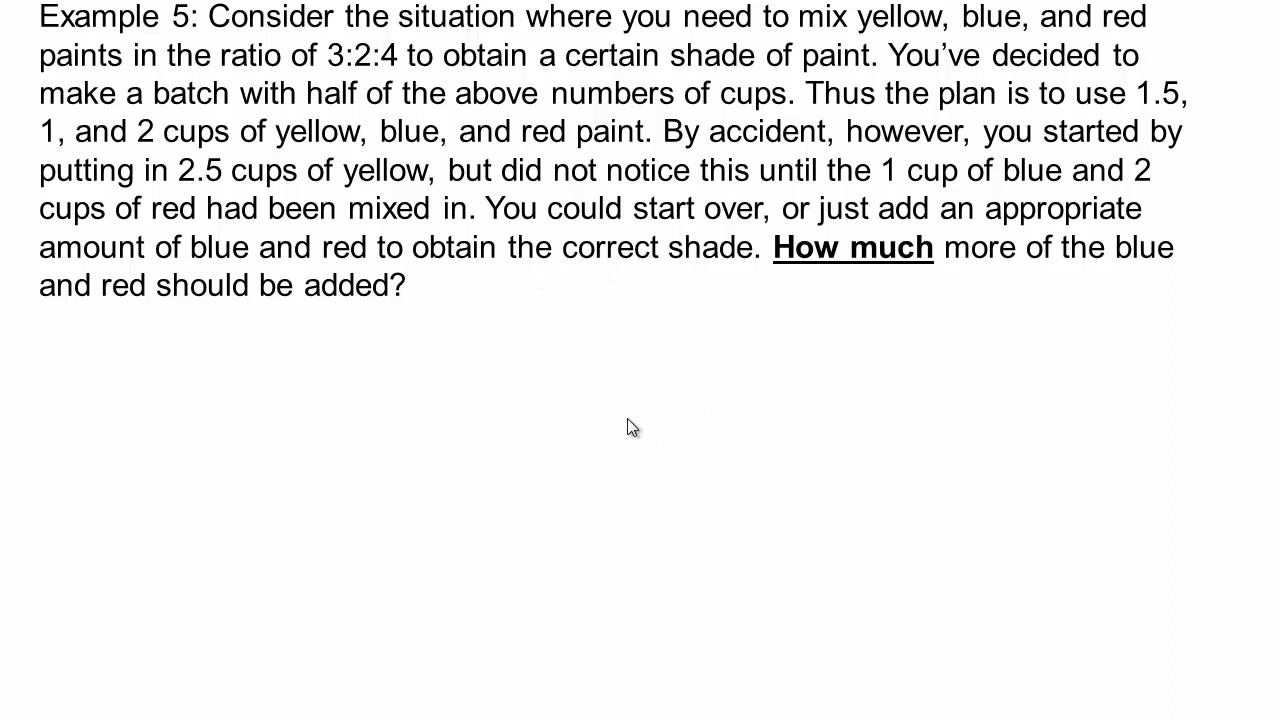 Example 5: Consider the situation where you need to mix yellow, blue, and red
paints in the ratio of 3:2:4 to obtain a certain shade of paint. You’ve decided to
make a batch with half of the above numbers of cups. Thus the plan is to use 1.5,
1, and 2 cups of yellow, blue, and red paint. By accident, however, you started by
putting in 2.5 cups of yellow, but did not notice this until the 1 cup of blue and 2
cups of red had been mixed in. You could start over, or just add an appropriate
amount of blue and red to obtain the correct shade. How much more of the blue
and red should be added?